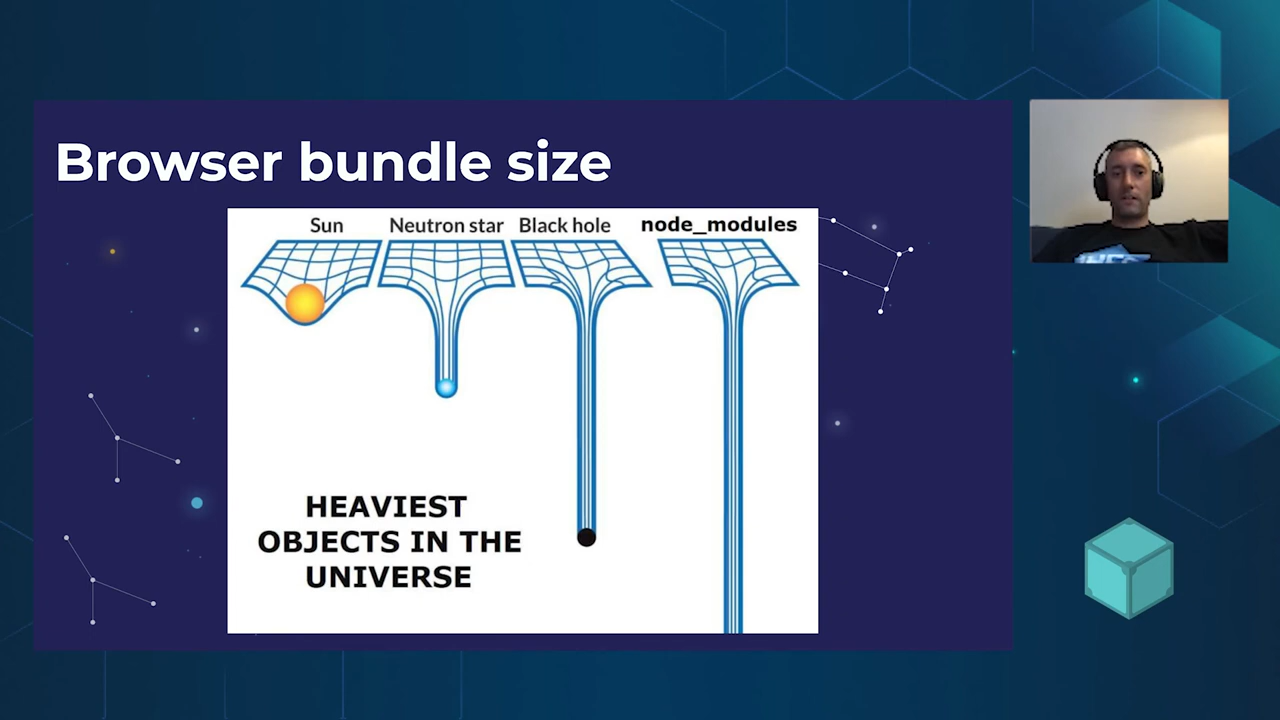 Browser bundle size
Sun
Neutron star
Black hole
node_modules
HEAVIEST
OBJECTS IN THE
UNIVERSE